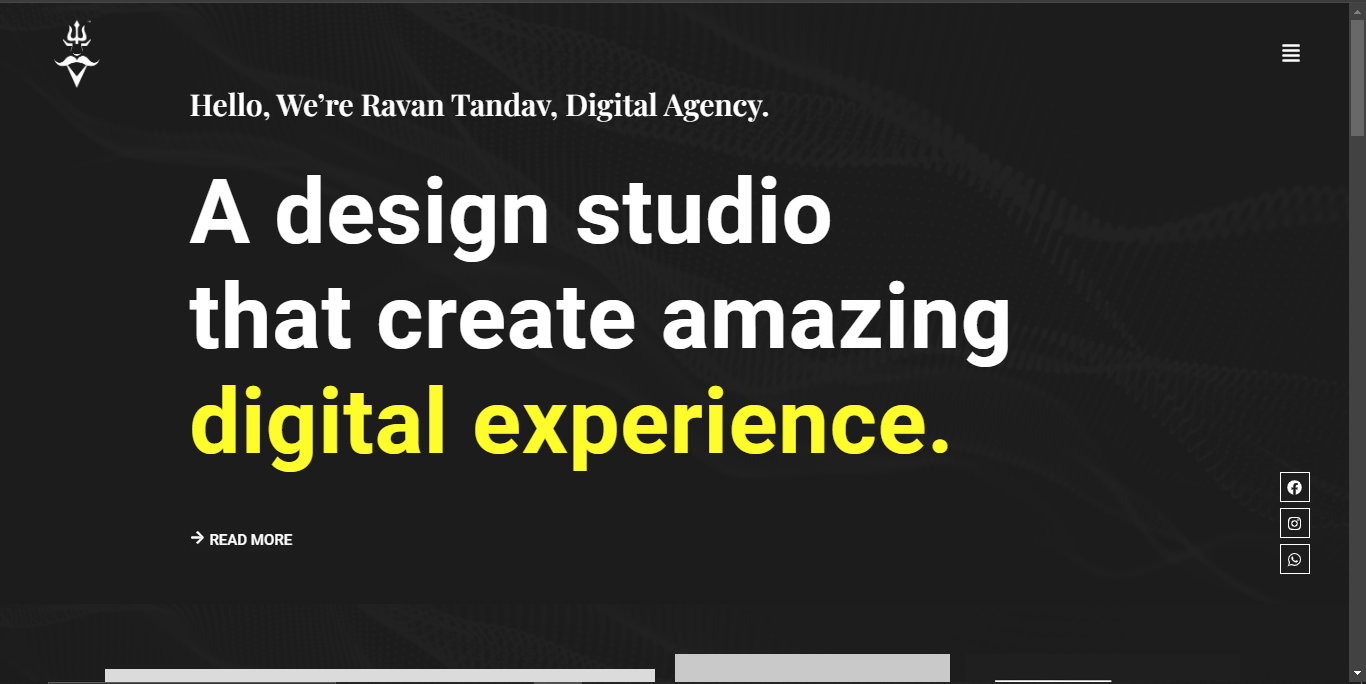 Hello, We’re Ravan Tandav, Digital Agency.
A design studio
that create amazing
digital experience.
READ MORE